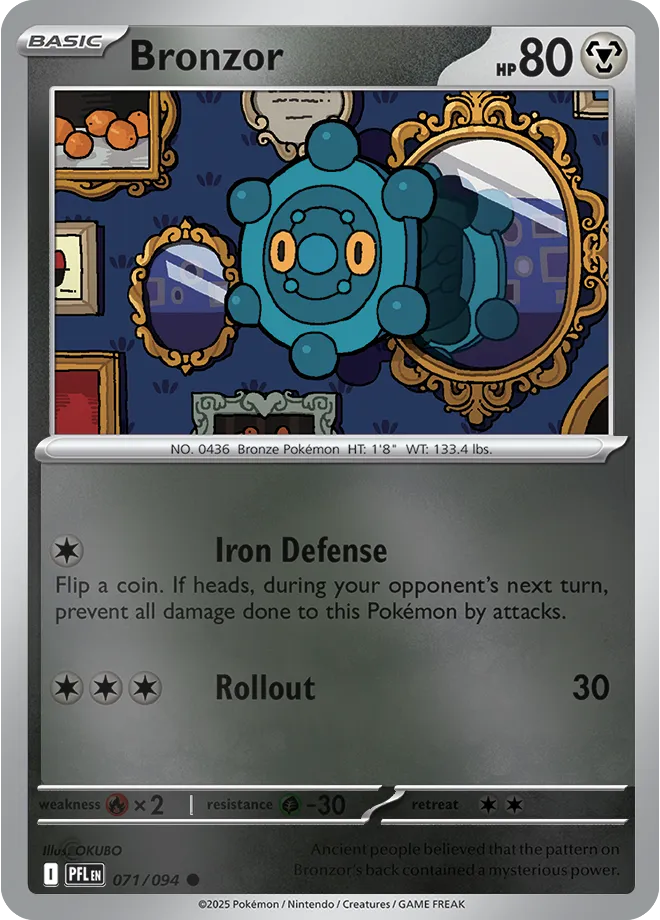 BASIC
Bronzor
HP 80
NO. 0436 Bronze Pokémon HT: 1'8" WT: 133.4 lbs.
Iron Defense
Flip a coin. If heads, during your opponent's next turn,
prevent all damage done to this Pokémon by attacks.
Rollout 30
weakness ×2 resistance -30 retreat
Illus. OKUBO
Ancient people believed that the pattern on
Bronzor's back contained a mysterious power.
I PFL EN 071/094
©2025 Pokémon / Nintendo / Creatures / GAME FREAK